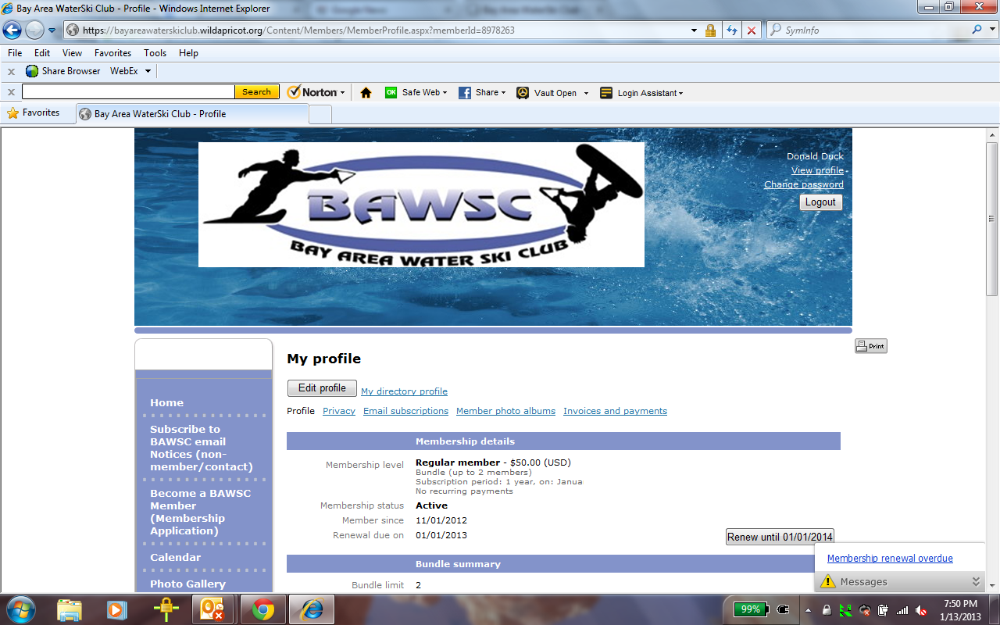 Bay Area WaterSki Club - Profile - Windows Internet Explorer
https://bayareawaterskiclub.wildapricot.org/Content/Members/MemberProfile.aspx?memberId=8978263
SymInfo
File Edit View Favorites Tools Help
x Share Browser WebEx
x Search Norton OK Safe Web Share Vault Open Login Assistant
Favorites Bay Area WaterSki Club - Profile
BAWSC
BAY AREA WATER SKI CLUB
Donald Duck
View profile
Change password
Logout
Print
My profile
Edit profile My directory profile
Profile Privacy Email subscriptions Member photo albums Invoices and payments
Home
Subscribe to
BAWSC email
Notices (non-
member/contact)
Become a BAWSC
Member
(Membership
Application)
Calendar
Photo Gallery
Membership details
Membership level Regular member - $50.00 (USD)
Bundle (up to 2 members)
Subscription period: 1 year, on: Janua
No recurring payments
Membership status Active
Member since 11/01/2012
Renewal due on 01/01/2013
Renew until 01/01/2014
Bundle summary
Bundle limit 2
Membership renewal overdue
Messages
99%
7:50 PM
1/13/2013